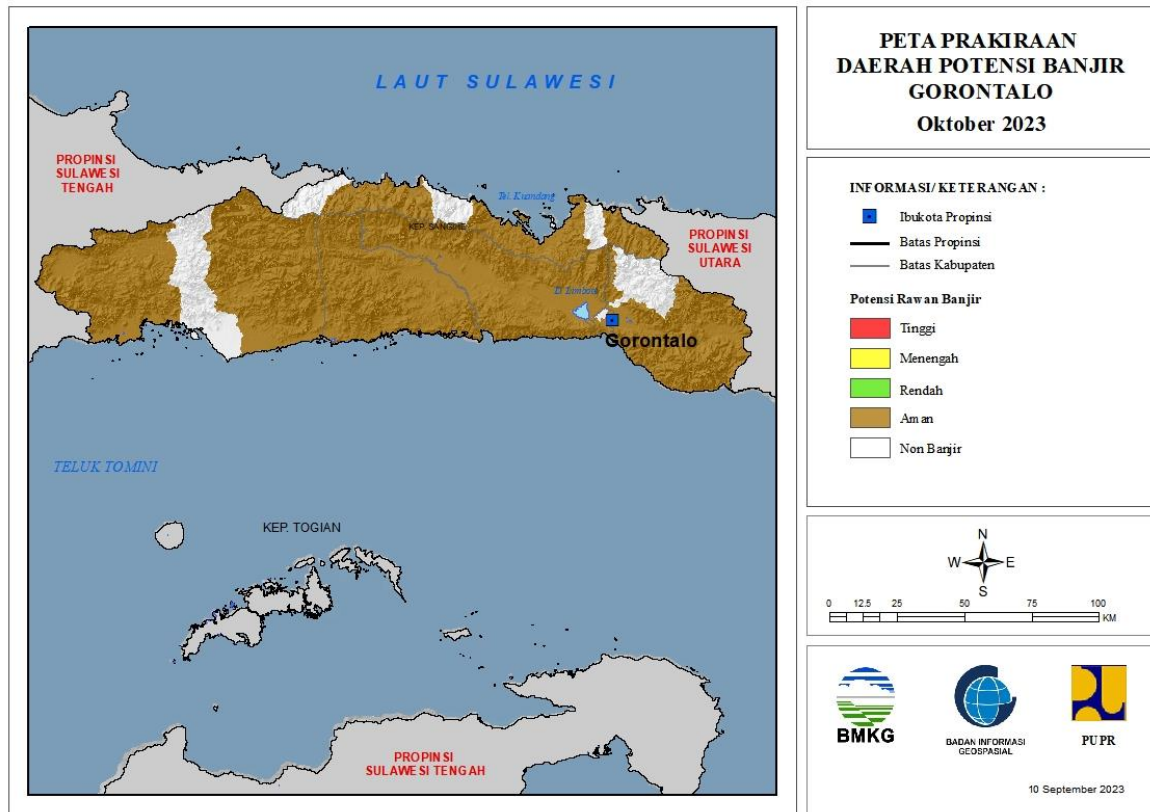 LAUT SULAWESI
PROPINSI
SULAWESI
TENGAH
Tel. Kuandang
KEP. SANGIHE
PROPINSI
SULAWESI
UTARA
Gorontalo
TELUK TOMINI
KEP. TOGIAN
PROPINSI
SULAWESI TENGAH
PETA PRAKIRAAN
DAERAH POTENSI BANJIR
GORONTALO
Oktober 2023
INFORMASI/ KETERANGAN :
Ibukota Propinsi
Batas Propinsi
Batas Kabupaten
Potensi Rawan Banjir
Tinggi
Menengah
Rendah
Aman
Non Banjir
N
W E
S
0 12.5 25 50 75 100
KM
BMKG
BADAN INFORMASI
GEOSPASIAL
PUPR
10 September 2023